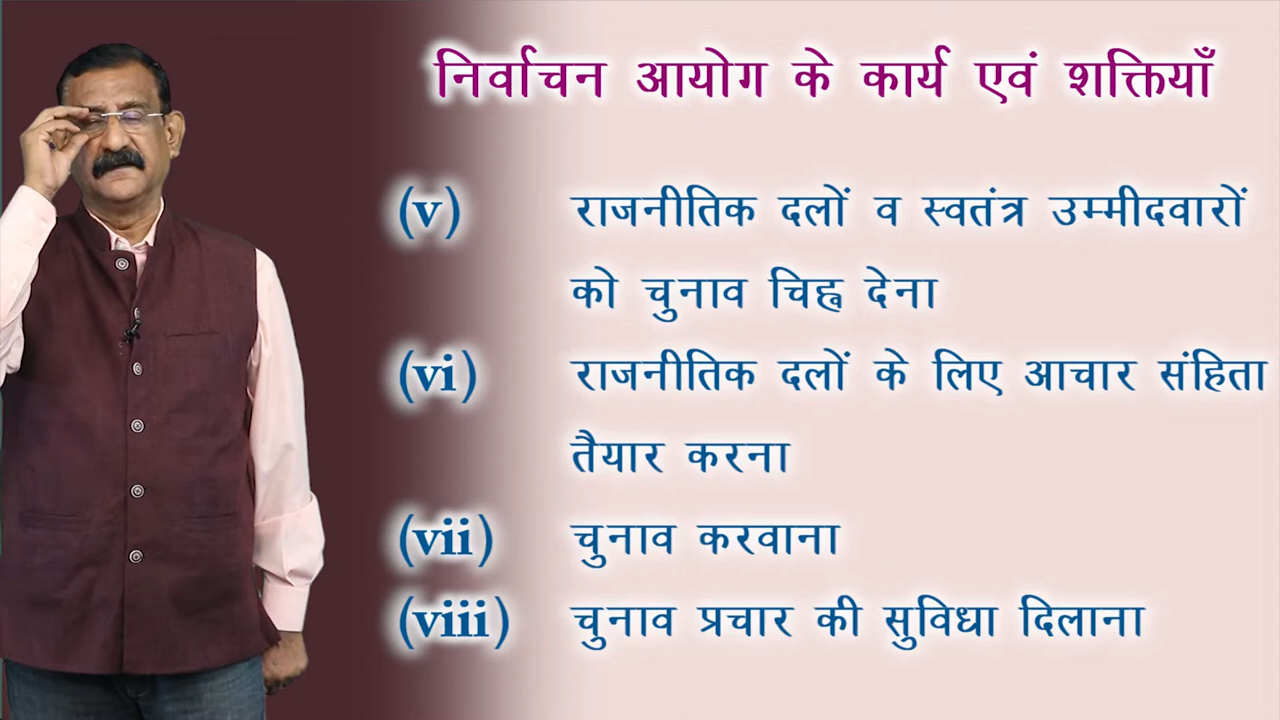 निर्वाचन आयोग के कार्य एवं शक्तियाँ
(v) राजनीतिक दलों व स्वतंत्र उम्मीदवारों
को चुनाव चिह्न देना
(vi) राजनीतिक दलों के लिए आचार संहिता
तैयार करना
(vii) चुनाव करवाना
(viii) चुनाव प्रचार की सुविधा दिलाना